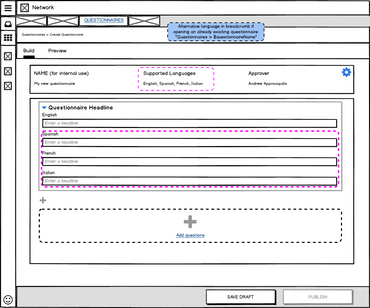 Network
QUESTIONNAIRES
Alternative language in breadcrumb if
opening an already existing questionnaire
Questionnaires > Create Questionnaire
Build
Preview
NAME (for internal use)
Supported Languages
Approver
My new questionnaire
English, Spanish, French, Italian
Andrew Approvopolis
Questionnaire Headline
English
Enter a headline
Spanish
Enter a headline
French
Enter a headline
Italian
Enter a headline
Add questions
SAVE DRAFT
PUBLISH